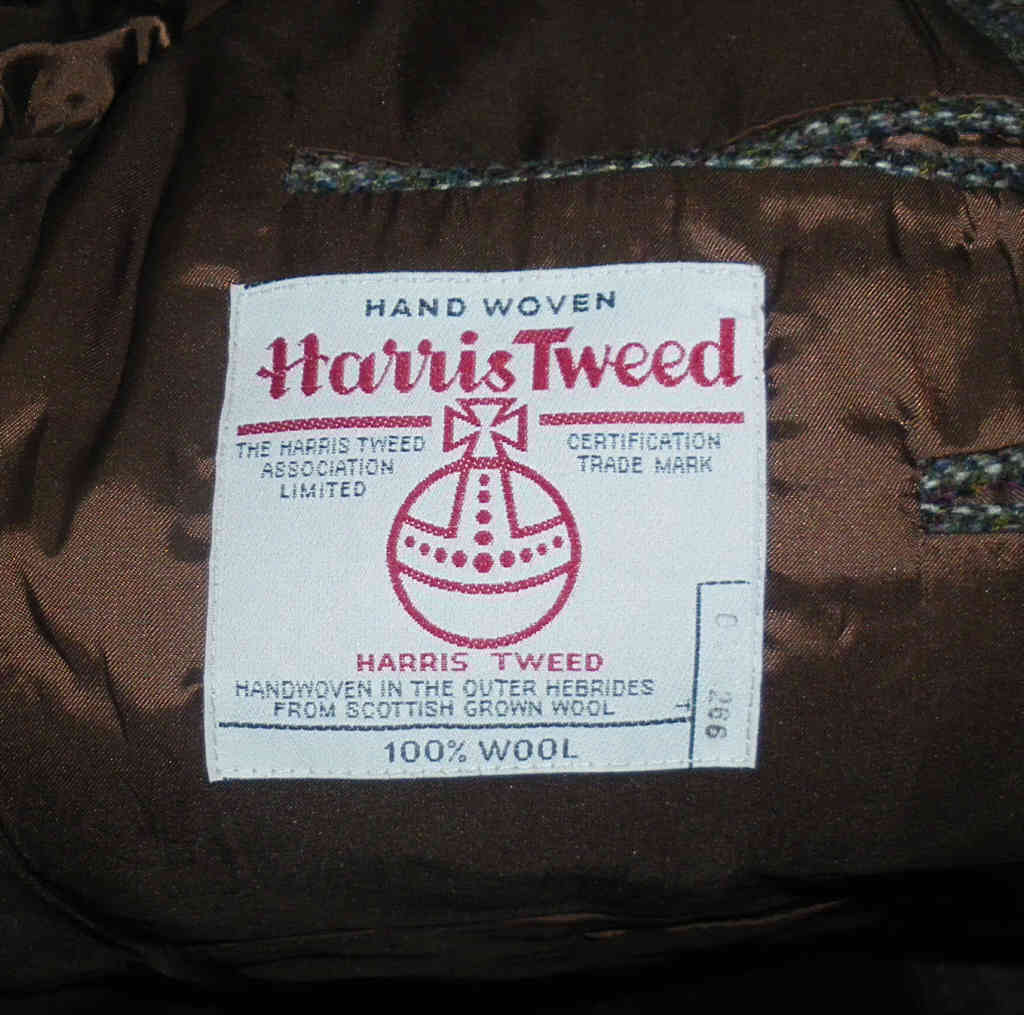 HAND WOVEN
Harris Tweed
THE HARRIS TWEED
ASSOCIATION
LIMITED
CERTIFICATION
TRADE MARK
HARRIS TWEED
HANDWOVEN IN THE OUTER HEBRIDES
FROM SCOTTISH GROWN WOOL
100% WOOL